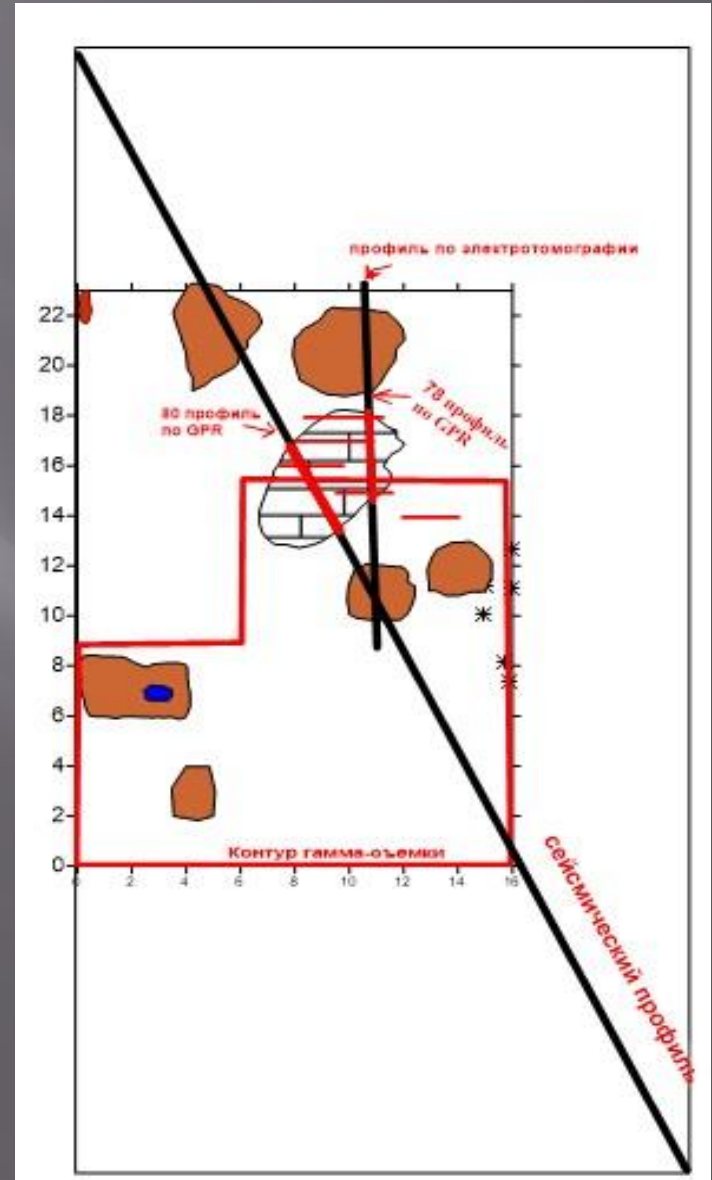 профиль по электротомографии
22
20
80 профиль
по GPR
78 профиль
по GPR
18
16
14
12
10
8
6
4
2
0
Контур гамма-съемки
0 2 4 6 8 10 12 14 16
сейсмический профиль